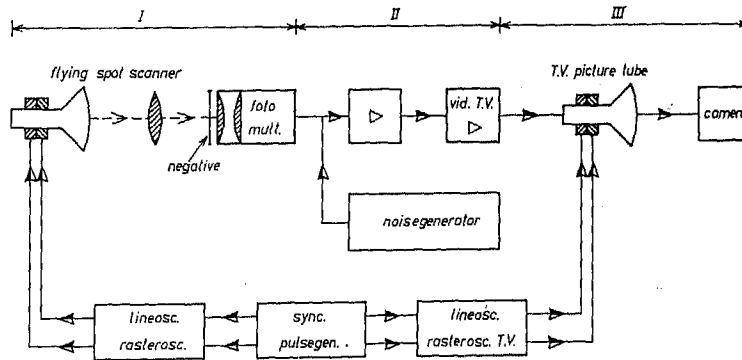 I
II
III
flying spot scanner
T.V. picture tube
foto
mult.
vid. T.V.
camera
negative
noisegenerator
lineosc.
rasterosc.
sync.
pulsegen.
lineosc.
rasterosc. T.V.